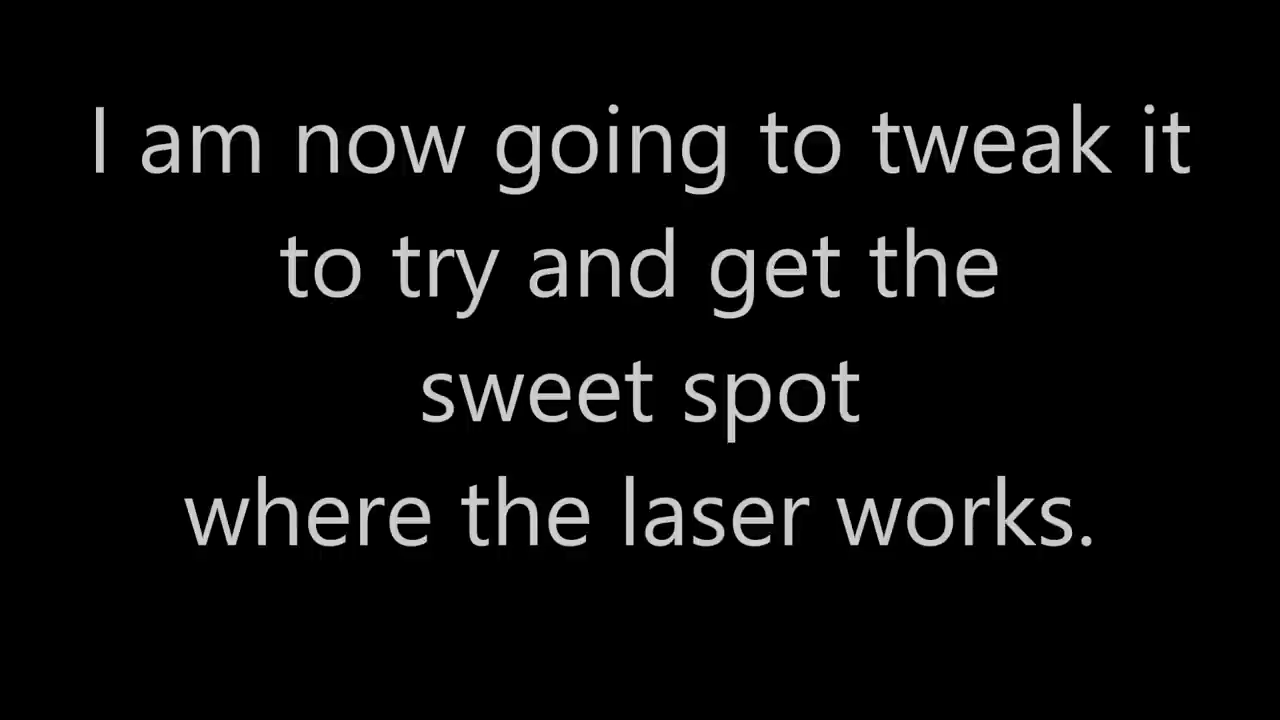 I am now going to tweak it
to try and get the
sweet spot
where the laser works.